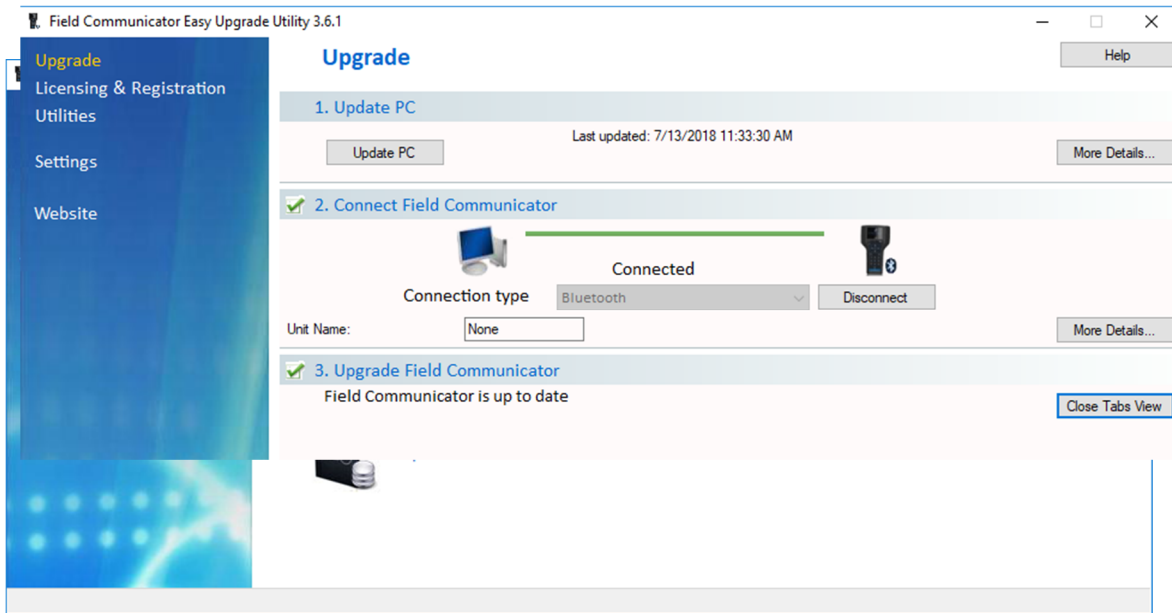 Field Communicator Easy Upgrade Utility 3.6.1
Upgrade
Licensing & Registration
Utilities
Settings
Website
Upgrade
Help
1. Update PC
Update PC
Last updated: 7/13/2018 11:33:30 AM
More Details...
2. Connect Field Communicator
Connected
Connection type
Bluetooth
Disconnect
Unit Name:
None
More Details...
3. Upgrade Field Communicator
Field Communicator is up to date
Close Tabs View